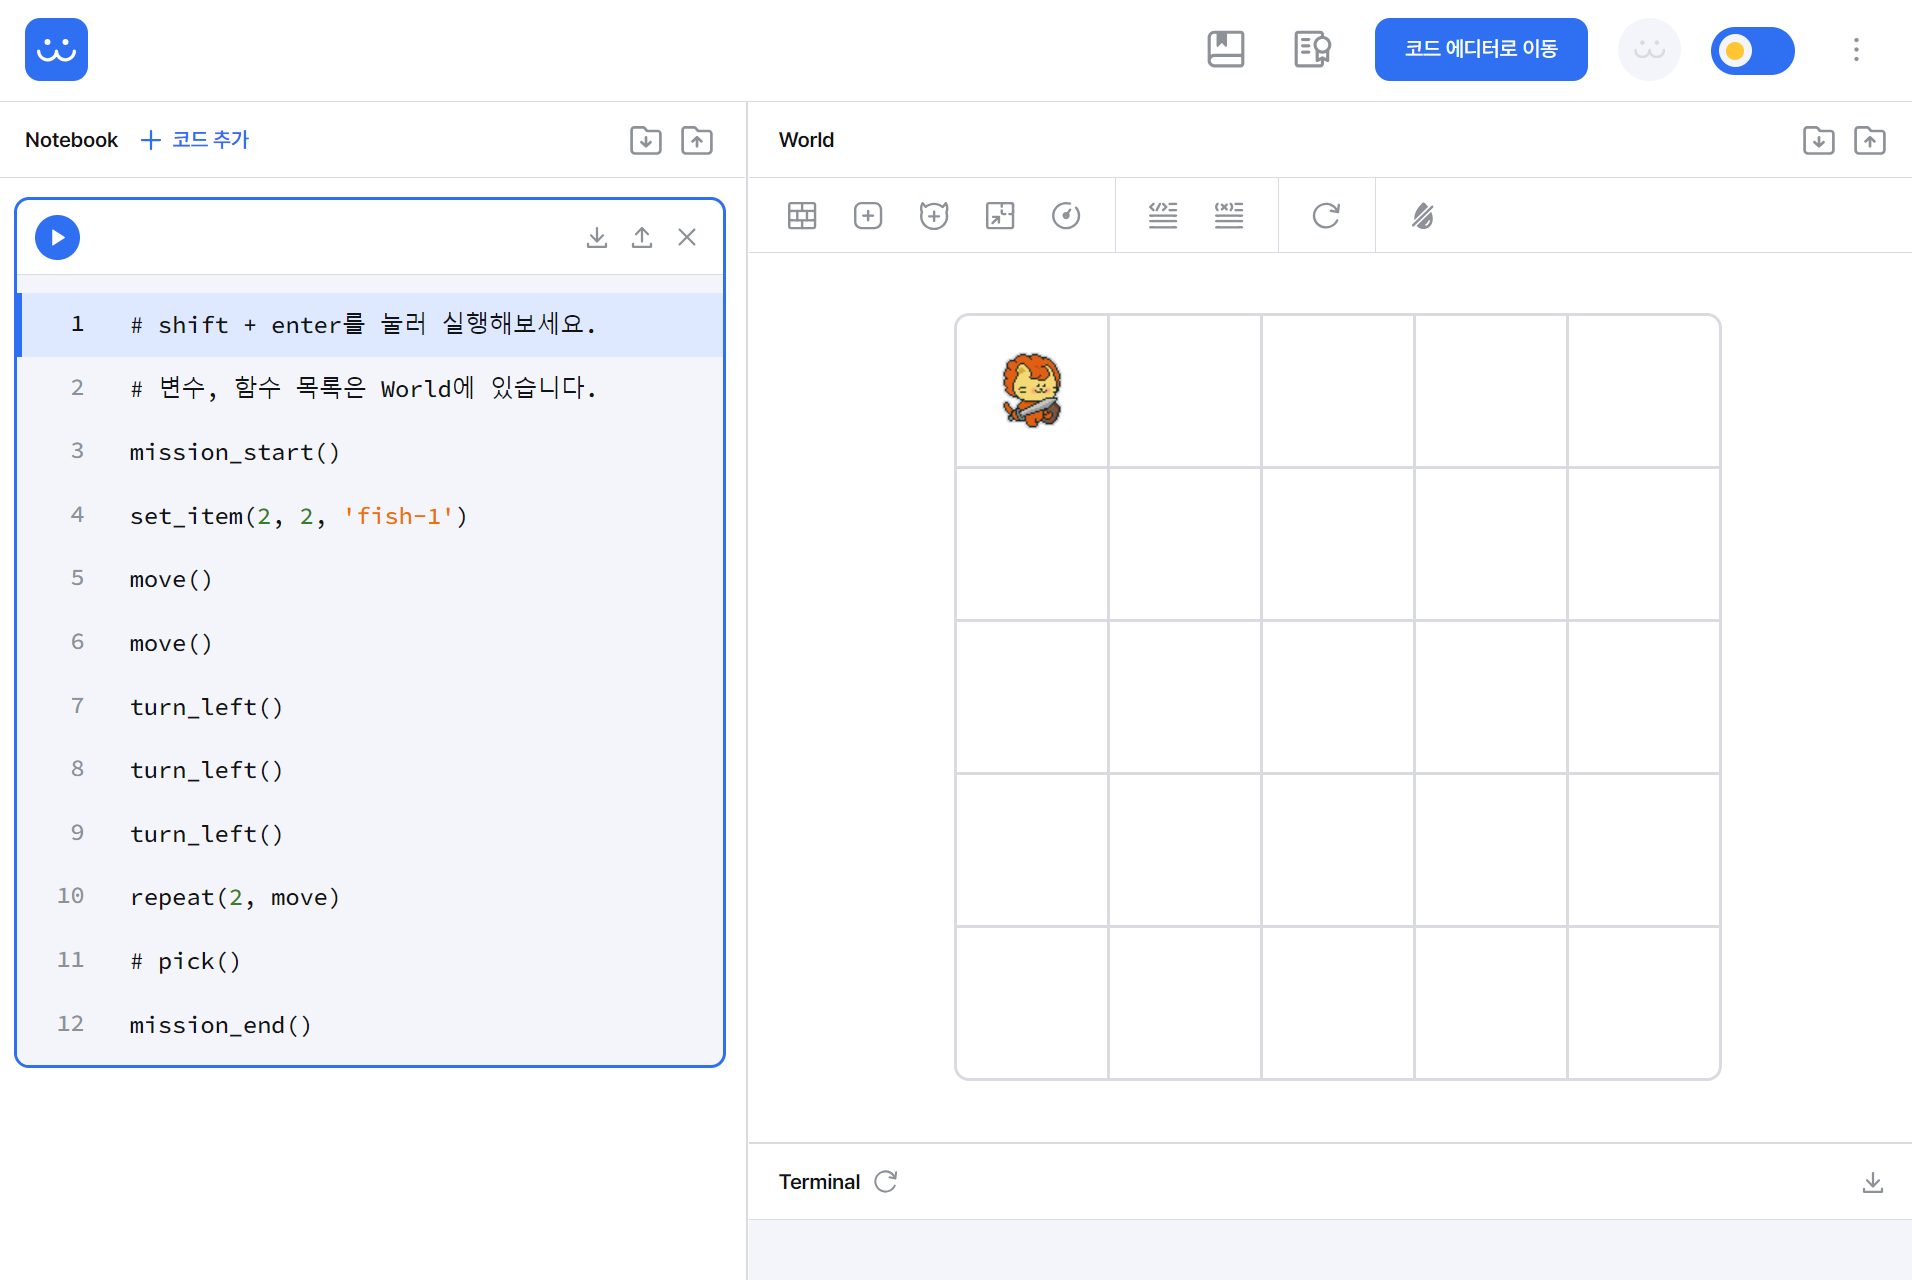 코드 에디터로 이동
Notebook 코드 추가
World
1 # shift + enter를 눌러 실행해보세요.
2 # 변수, 함수 목록은 World에 있습니다.
3 mission_start()
4 set_item(2, 2, 'fish-1')
5 move()
6 move()
7 turn_left()
8 turn_left()
9 turn_left()
10 repeat(2, move)
11 # pick()
12 mission_end()
Terminal